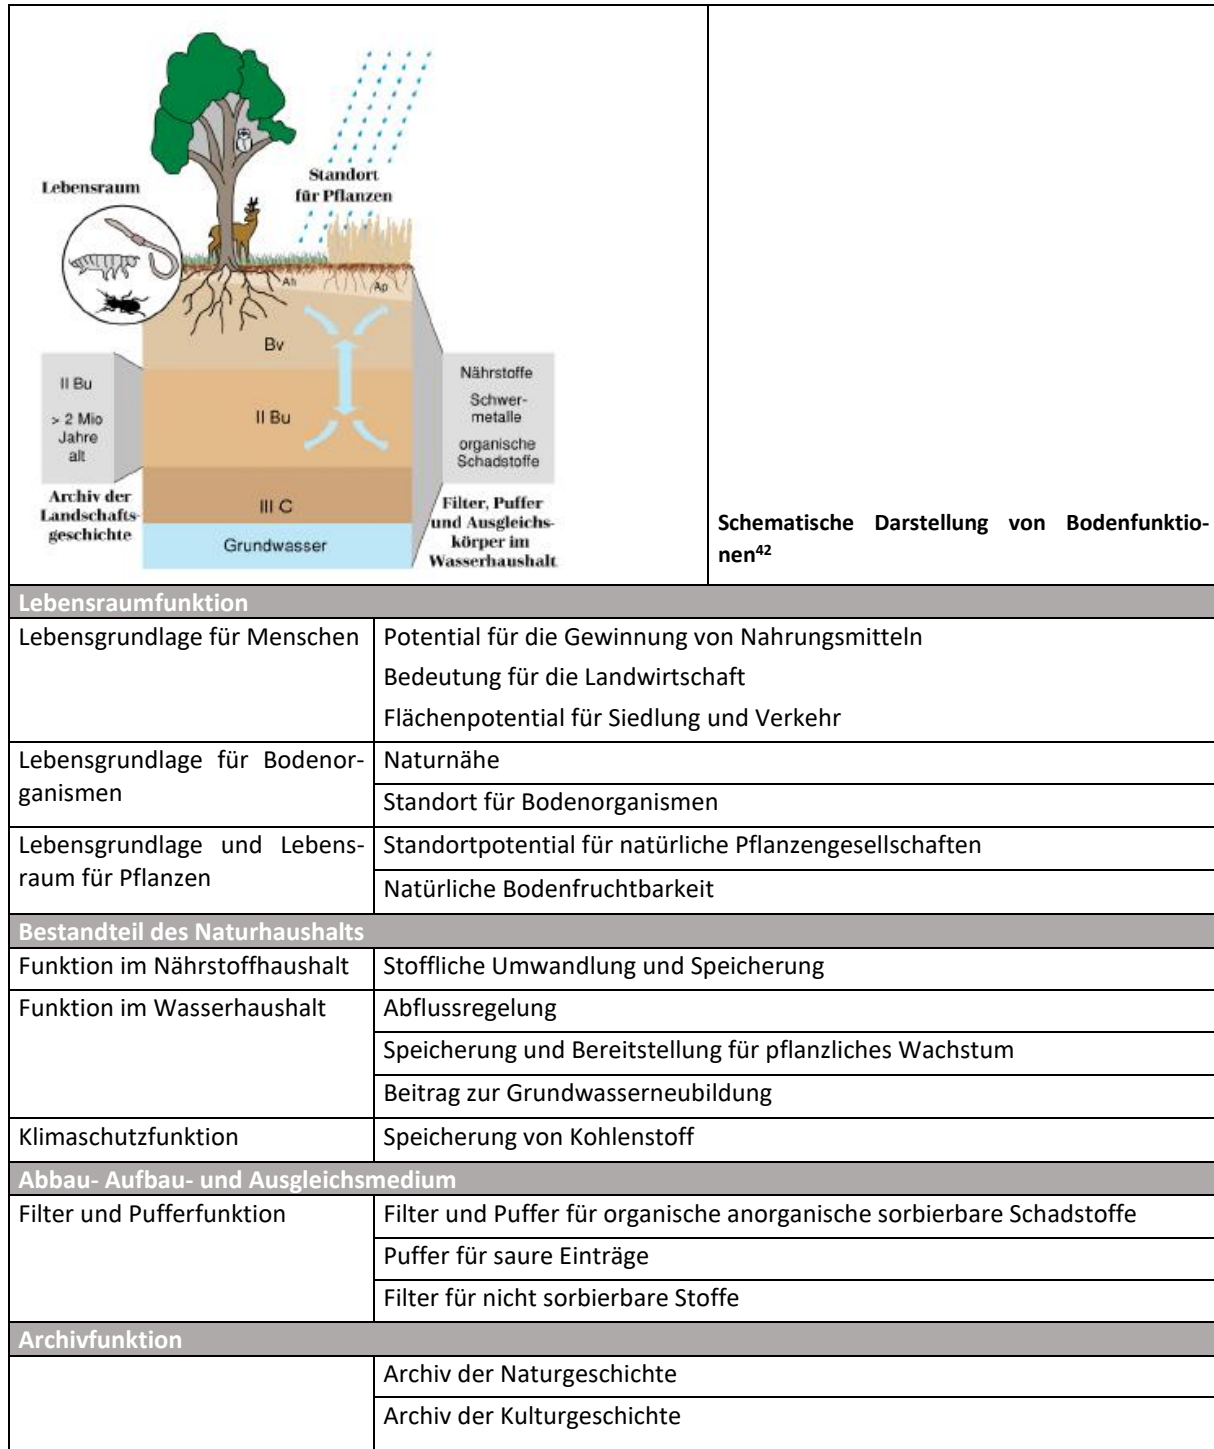 Lebensraum
Standort
für Pflanzen
Ah
Ap
Bv
II Bu
III C
Grundwasser
II Bu
> 2 Mio
Jahre
alt
Archiv der
Landschafts-
geschichte
Nährstoffe
Schwer-
metalle
organische
Schadstoffe
Filter, Puffer
und Ausgleichs-
körper im
Wasserhaushalt
Schematische Darstellung von Bodenfunktio-
nen⁴²
Lebensraumfunktion
Lebensgrundlage für Menschen
Potential für die Gewinnung von Nahrungsmitteln
Bedeutung für die Landwirtschaft
Flächenpotential für Siedlung und Verkehr
Lebensgrundlage für Bodenor-
ganismen
Naturnähe
Standort für Bodenorganismen
Lebensgrundlage und Lebens-
raum für Pflanzen
Standortpotential für natürliche Pflanzengesellschaften
Natürliche Bodenfruchtbarkeit
Bestandteil des Naturhaushalts
Funktion im Nährstoffhaushalt
Stoffliche Umwandlung und Speicherung
Funktion im Wasserhaushalt
Abflussregelung
Speicherung und Bereitstellung für pflanzliches Wachstum
Beitrag zur Grundwasserneubildung
Klimaschutzfunktion
Speicherung von Kohlenstoff
Abbau- Aufbau- und Ausgleichsmedium
Filter und Pufferfunktion
Filter und Puffer für organische anorganische sorbierbare Schadstoffe
Puffer für saure Einträge
Filter für nicht sorbierbare Stoffe
Archivfunktion
Archiv der Naturgeschichte
Archiv der Kulturgeschichte